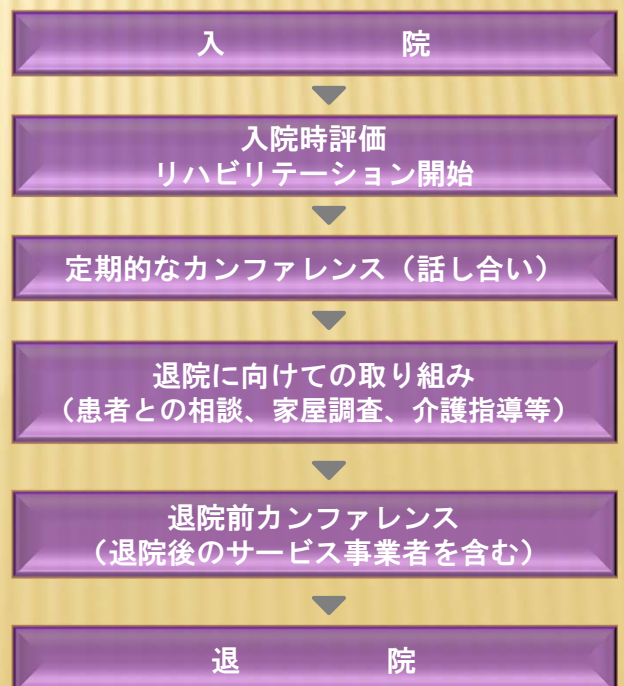 入　　　　　　院
入院時評価
リハビリテーション開始
定期的なカンファレンス（話し合い）
退院に向けての取り組み
（患者との相談、家屋調査、介護指導等）
退院前カンファレンス
（退院後のサービス事業者を含む）
退　　　　　院